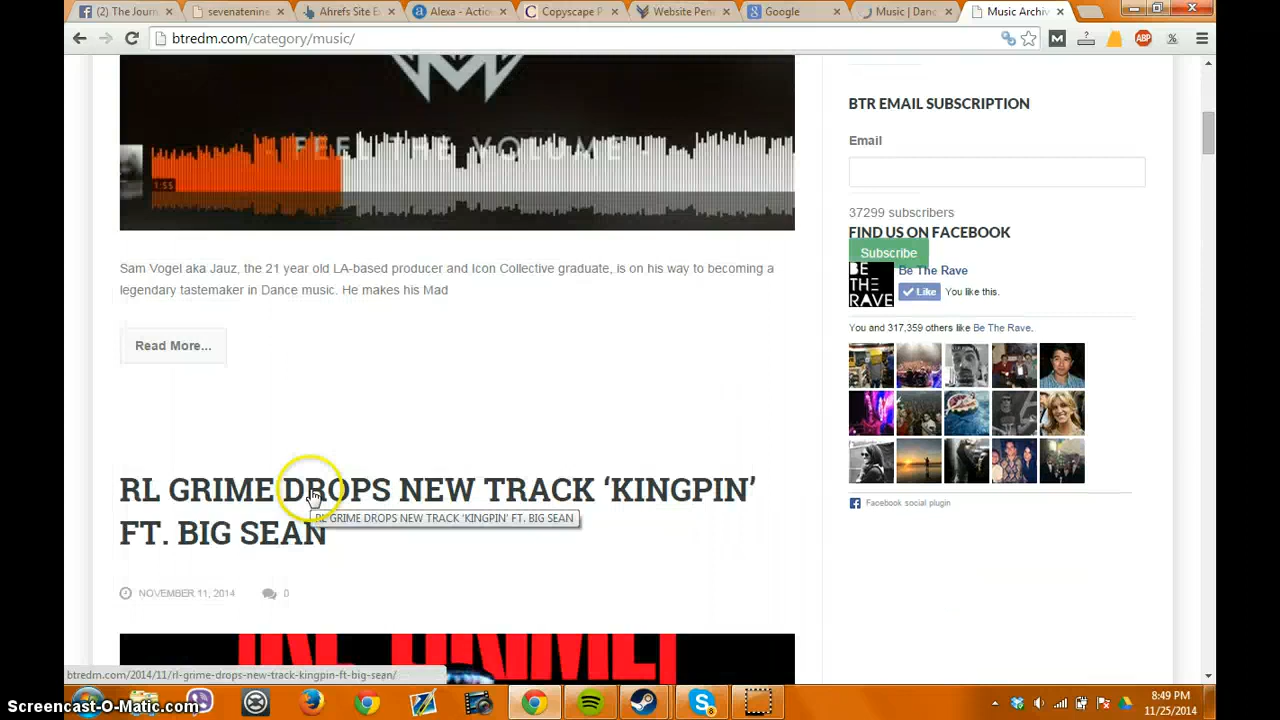 (2) The Journ
sevenatenine
Ahrefs Site E
Alexa - Action
Copyscape P
Website Pen
Google
Music | Danc
Music Archiv
btredm.com/category/music/
FEEL THE VOLUME
1:55
Sam Vogel aka Jauz, the 21 year old LA-based producer and Icon Collective graduate, is on his way to becoming a
legendary tastemaker in Dance music. He makes his Mad
Read More...
RL GRIME DROPS NEW TRACK ‘KINGPIN’
FT. BIG SEAN
RL GRIME DROPS NEW TRACK ‘KINGPIN’ FT. BIG SEAN
NOVEMBER 11, 2014
0
BTR EMAIL SUBSCRIPTION
Email
37299 subscribers
FIND US ON FACEBOOK
Subscribe
BE THE RAVE
Be The Rave
Like
You like this.
You and 317,359 others like Be The Rave.
Facebook social plugin
btredm.com/2014/11/rl-grime-drops-new-track-kingpin-ft-big-sean/
Screencast-O-Matic.com
8:49 PM
11/25/2014